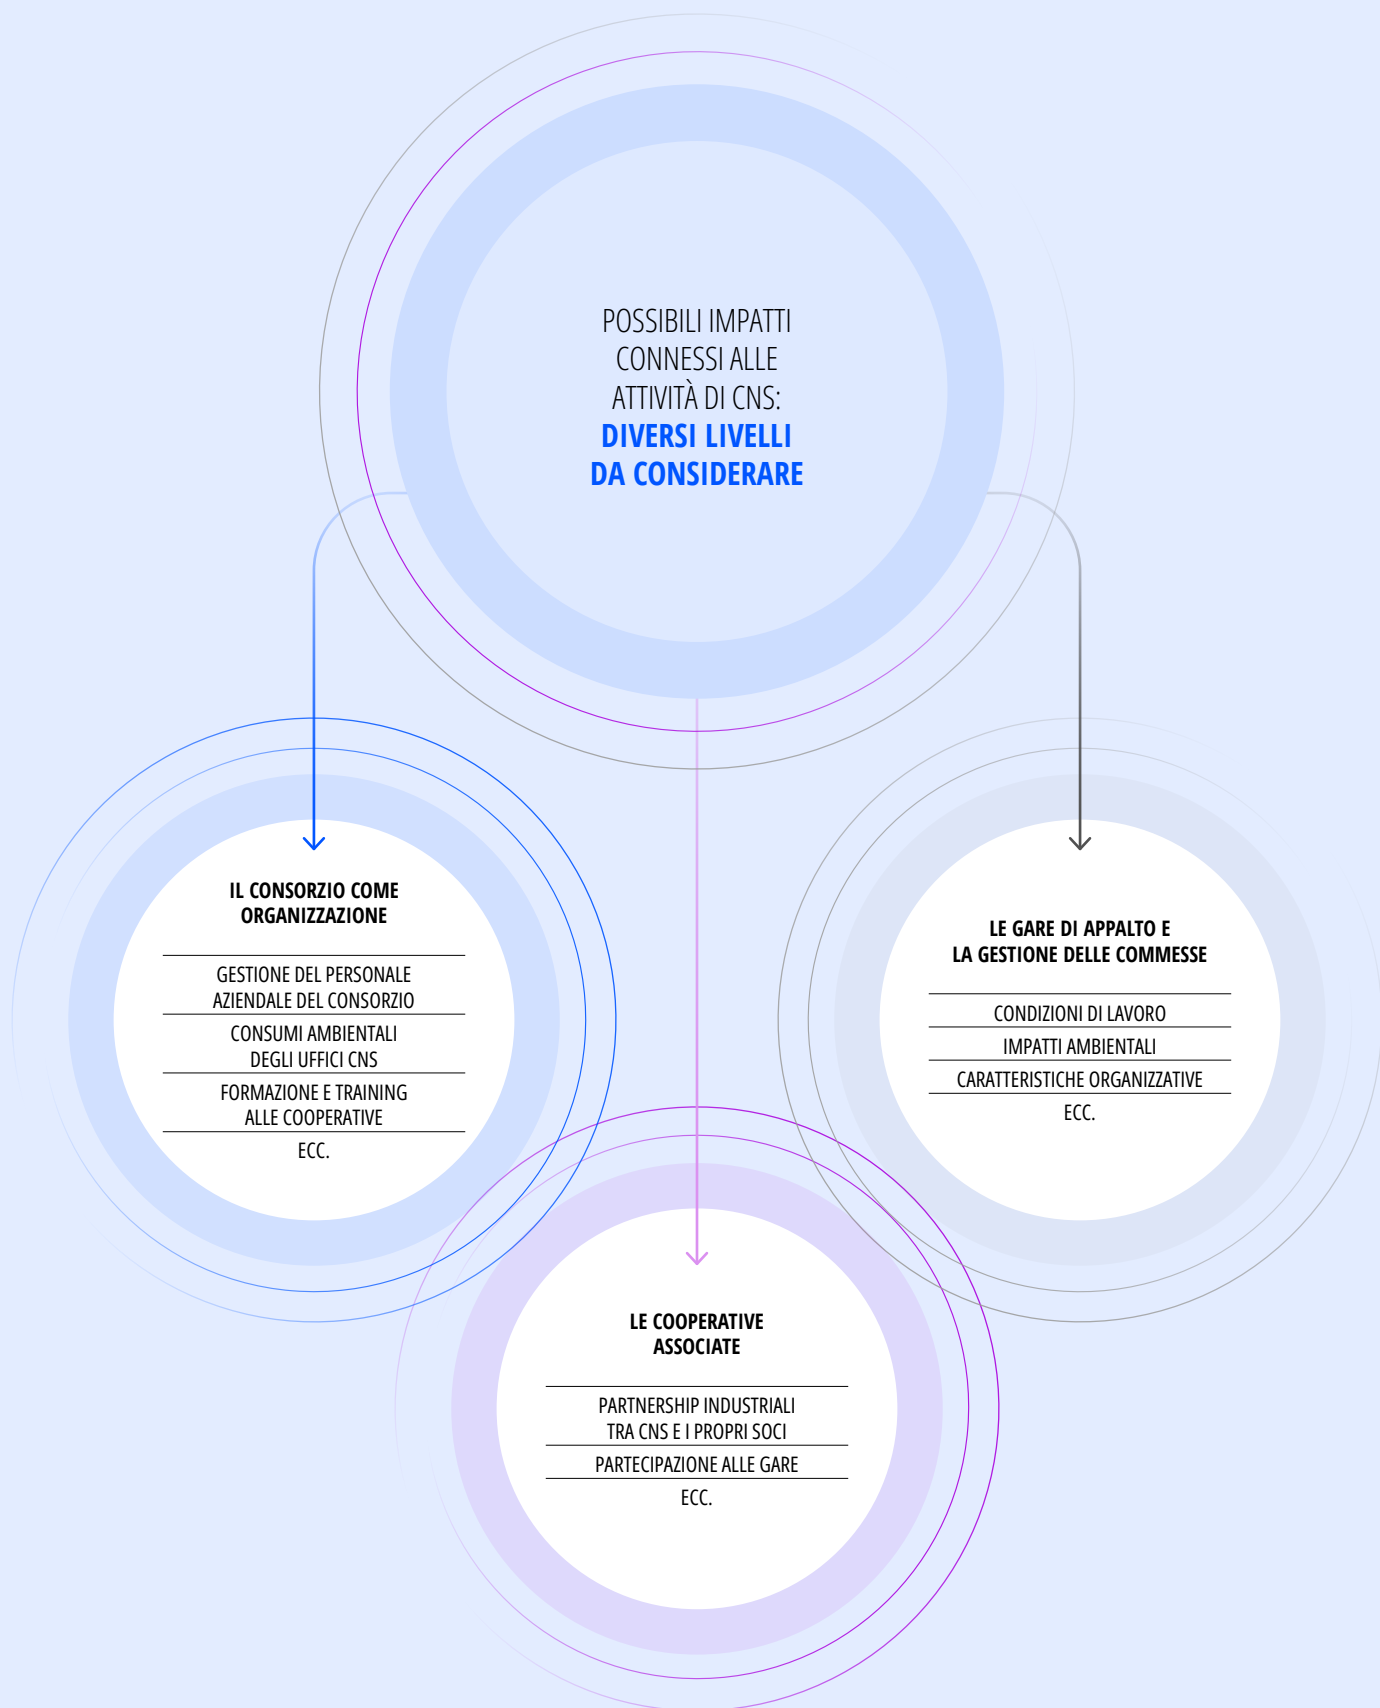 POSSIBILI IMPATTI
CONNESSI ALLE
ATTIVITÀ DI CNS:
DIVERSI LIVELLI
DA CONSIDERARE
IL CONSORZIO COME
ORGANIZZAZIONE
GESTIONE DEL PERSONALE
AZIENDALE DEL CONSORZIO
CONSUMI AMBIENTALI
DEGLI UFFICI CNS
FORMAZIONE E TRAINING
ALLE COOPERATIVE
ECC.
LE GARE DI APPALTO E
LA GESTIONE DELLE COMMESSE
CONDIZIONI DI LAVORO
IMPATTI AMBIENTALI
CARATTERISTICHE ORGANIZZATIVE
ECC.
LE COOPERATIVE
ASSOCIATE
PARTNERSHIP INDUSTRIALI
TRA CNS E I PROPRI SOCI
PARTECIPAZIONE ALLE GARE
ECC.